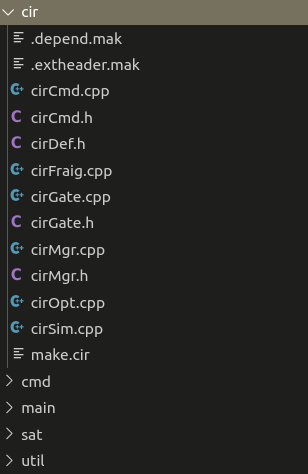 cir
.depend.mak
.extheader.mak
cirCmd.cpp
cirCmd.h
cirDef.h
cirFraig.cpp
cirGate.cpp
cirGate.h
cirMgr.cpp
cirMgr.h
cirOpt.cpp
cirSim.cpp
make.cir
cmd
main
sat
util